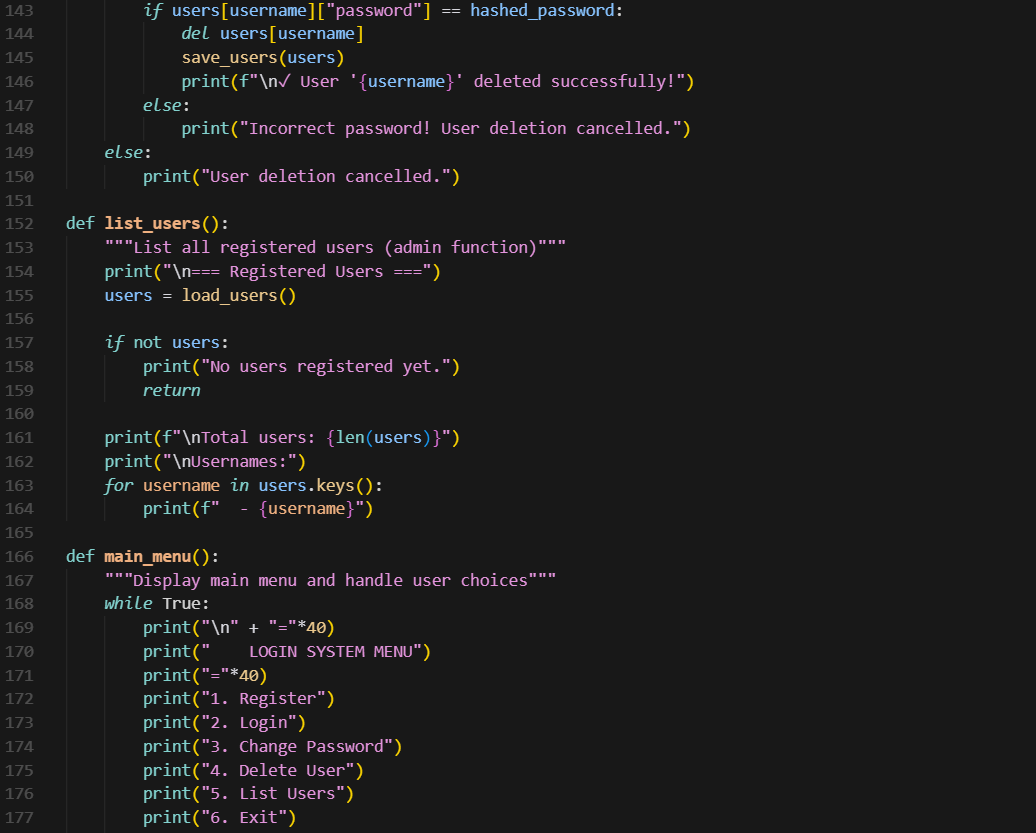 143 if users[username]["password"] == hashed_password:
144 del users[username]
145 save_users(users)
146 print(f"\n✓ User '{username}' deleted successfully!")
147 else:
148 print("Incorrect password! User deletion cancelled.")
149 else:
150 print("User deletion cancelled.")
151
152 def list_users():
153 """List all registered users (admin function)"""
154 print("\n=== Registered Users ===")
155 users = load_users()
156
157 if not users:
158 print("No users registered yet.")
159 return
160
161 print(f"\nTotal users: {len(users)}")
162 print("\nUsernames:")
163 for username in users.keys():
164 print(f"  - {username}")
165
166 def main_menu():
167 """Display main menu and handle user choices"""
168 while True:
169 print("\n" + "="*40)
170 print("    LOGIN SYSTEM MENU")
171 print("="*40)
172 print("1. Register")
173 print("2. Login")
174 print("3. Change Password")
175 print("4. Delete User")
176 print("5. List Users")
177 print("6. Exit")